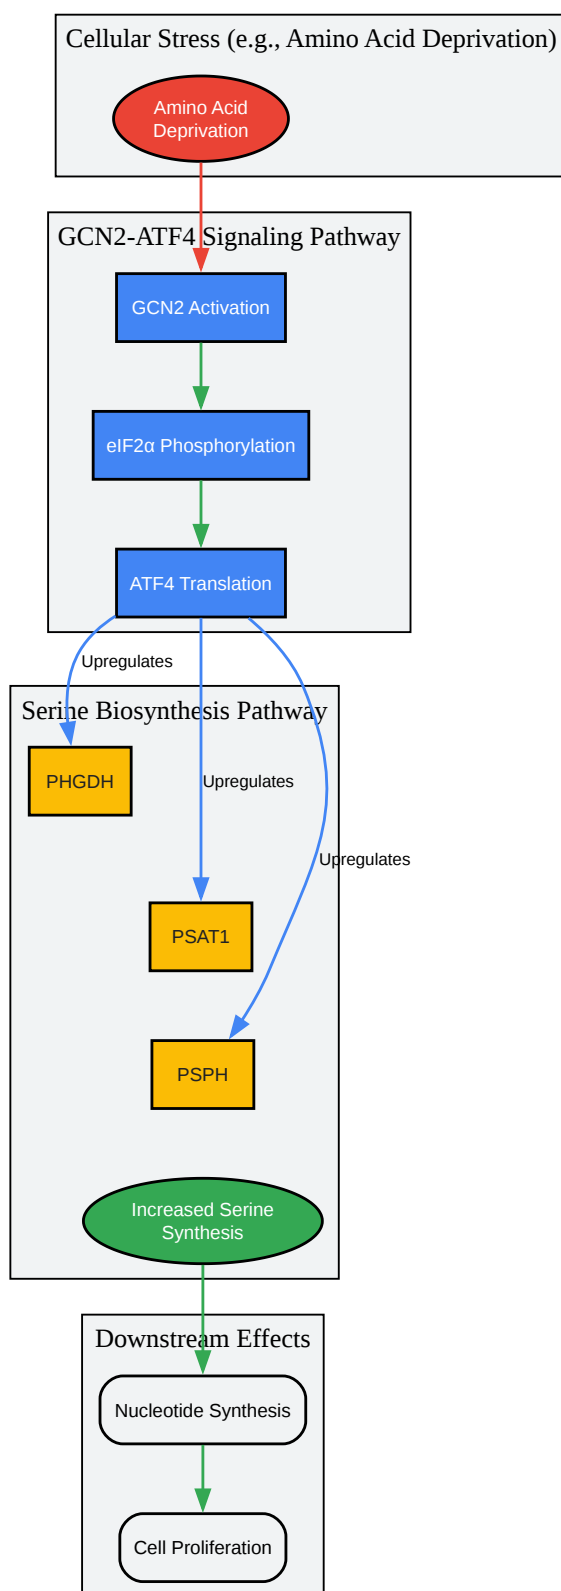 Cellular Stress (e.g., Amino Acid Deprivation)
Amino Acid
Deprivation
GCN2-ATF4 Signaling Pathway
GCN2 Activation
eIF2α Phosphorylation
ATF4 Translation
Upregulates
Serine Biosynthesis Pathway
PHGDH
Upregulates
Upregulates
PSAT1
PSPH
Increased Serine
Synthesis
Downstream Effects
Nucleotide Synthesis
Cell Proliferation